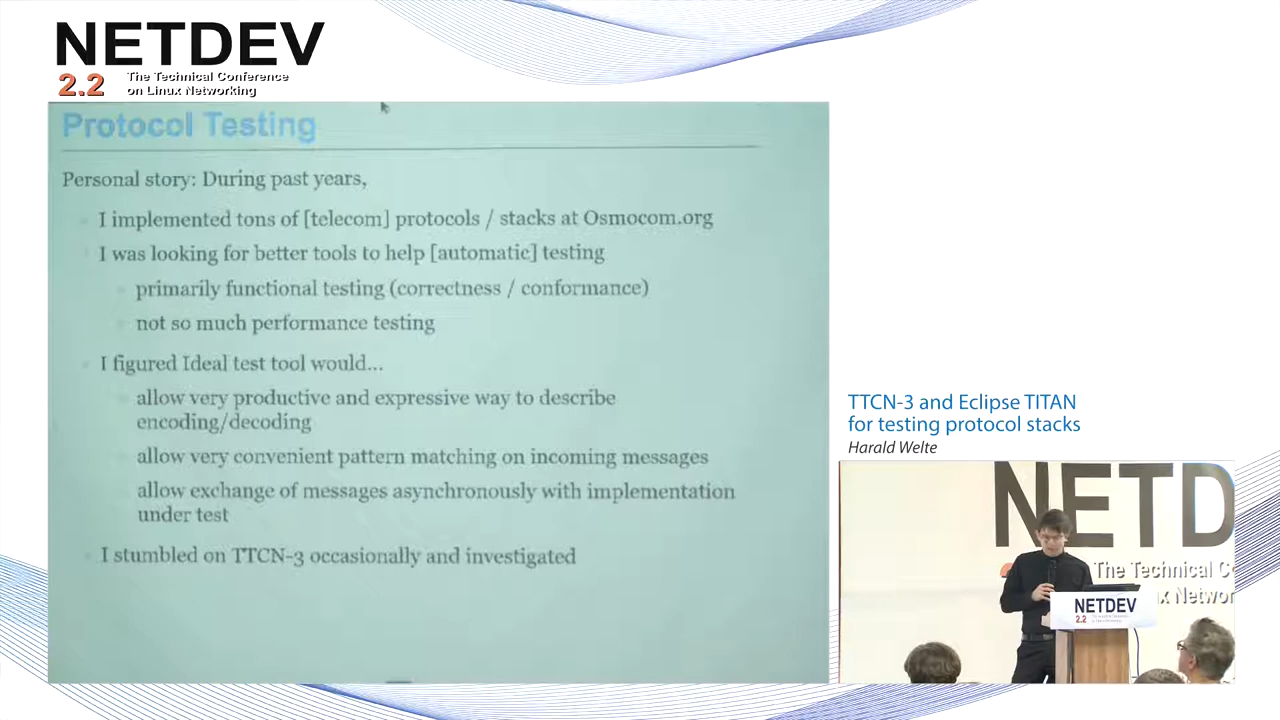 NETDEV
2.2 The Technical Conference
on Linux Networking
Protocol Testing
Personal story: During past years,
I implemented tons of [telecom] protocols / stacks at Osmocom.org
I was looking for better tools to help [automatic] testing
primarily functional testing (correctness / conformance)
not so much performance testing
I figured Ideal test tool would...
allow very productive and expressive way to describe
encoding/decoding
allow very convenient pattern matching on incoming messages
allow exchange of messages asynchronously with implementation
under test
I stumbled on TTCN-3 occasionally and investigated
TTCN-3 and Eclipse TITAN
for testing protocol stacks
Harald Welte
NETD
The Technical C
x Networ
NETDEV
2.2